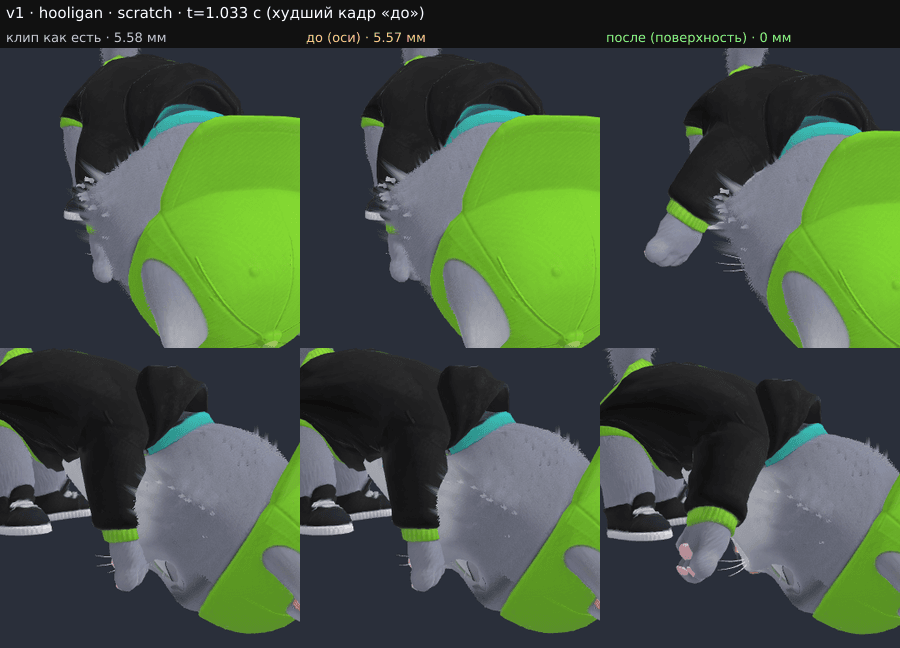 v1 · hooligan · scratch · t=1.033 с (худший кадр «до»)
клип как есть · 5.58 мм
до (оси) · 5.57 мм
после (поверхность) · 0 мм